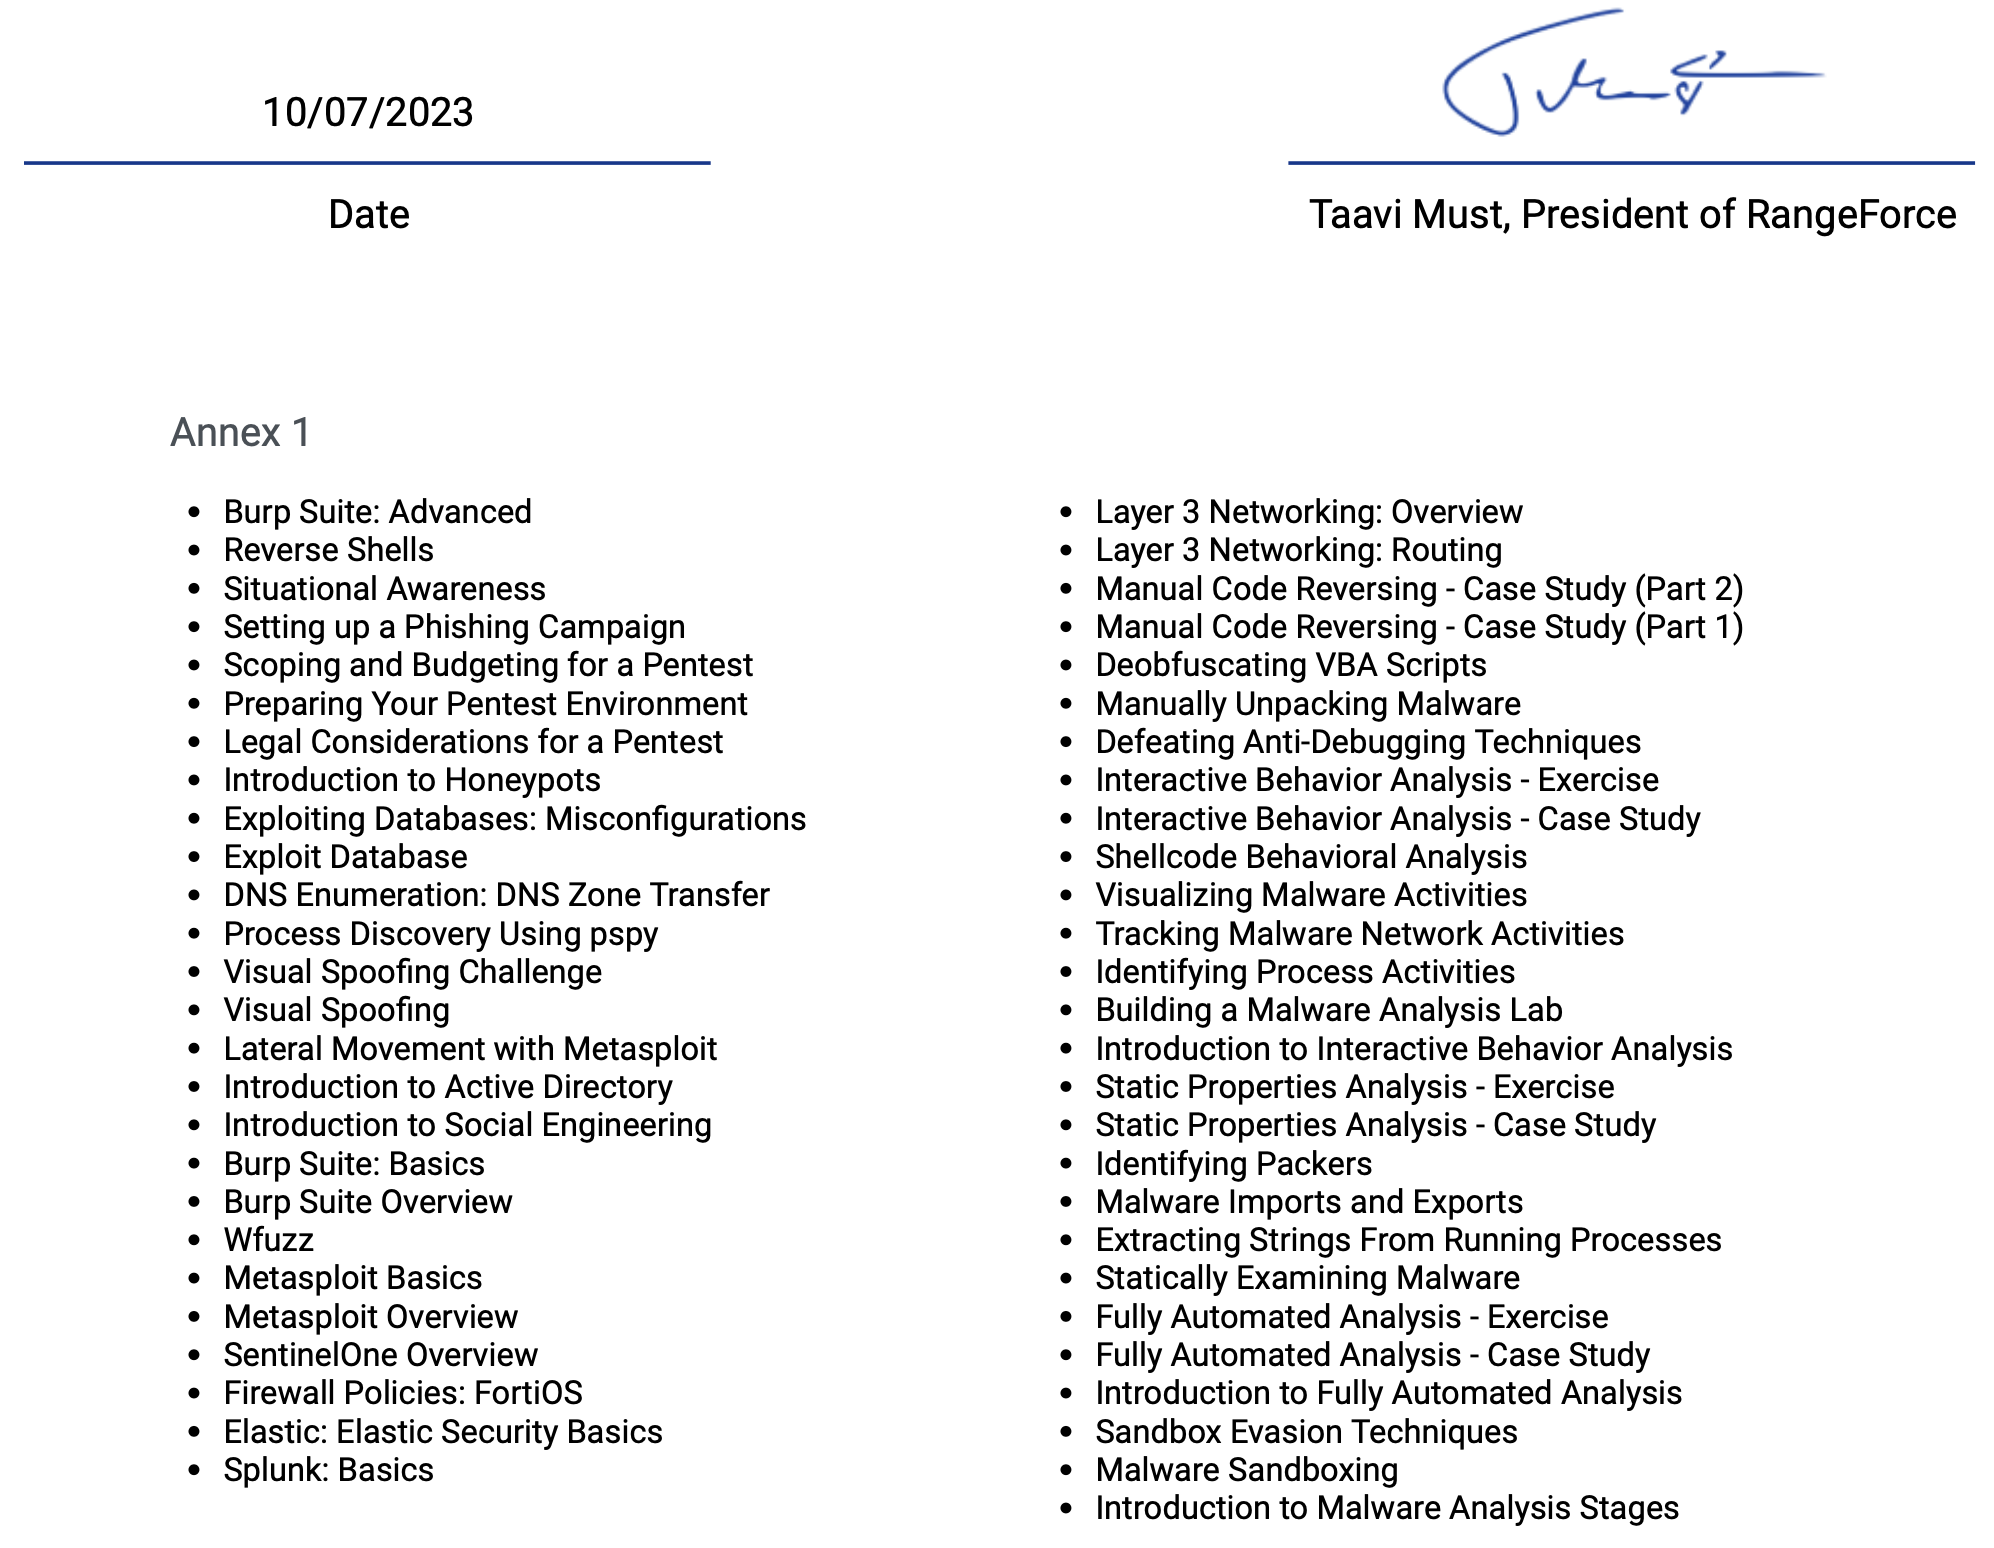 10/07/2023
Date
Taavi Must, President of RangeForce
Annex 1
Burp Suite: Advanced
Reverse Shells
Situational Awareness
Setting up a Phishing Campaign
Scoping and Budgeting for a Pentest
Preparing Your Pentest Environment
Legal Considerations for a Pentest
Introduction to Honeypots
Exploiting Databases: Misconfigurations
Exploit Database
DNS Enumeration: DNS Zone Transfer
Process Discovery Using pspy
Visual Spoofing Challenge
Visual Spoofing
Lateral Movement with Metasploit
Introduction to Active Directory
Introduction to Social Engineering
Burp Suite: Basics
Burp Suite Overview
Wfuzz
Metasploit Basics
Metasploit Overview
SentinelOne Overview
Firewall Policies: FortiOS
Elastic: Elastic Security Basics
Splunk: Basics
Layer 3 Networking: Overview
Layer 3 Networking: Routing
Manual Code Reversing - Case Study (Part 2)
Manual Code Reversing - Case Study (Part 1)
Deobfuscating VBA Scripts
Manually Unpacking Malware
Defeating Anti-Debugging Techniques
Interactive Behavior Analysis - Exercise
Interactive Behavior Analysis - Case Study
Shellcode Behavioral Analysis
Visualizing Malware Activities
Tracking Malware Network Activities
Identifying Process Activities
Building a Malware Analysis Lab
Introduction to Interactive Behavior Analysis
Static Properties Analysis - Exercise
Static Properties Analysis - Case Study
Identifying Packers
Malware Imports and Exports
Extracting Strings From Running Processes
Statically Examining Malware
Fully Automated Analysis - Exercise
Fully Automated Analysis - Case Study
Introduction to Fully Automated Analysis
Sandbox Evasion Techniques
Malware Sandboxing
Introduction to Malware Analysis Stages